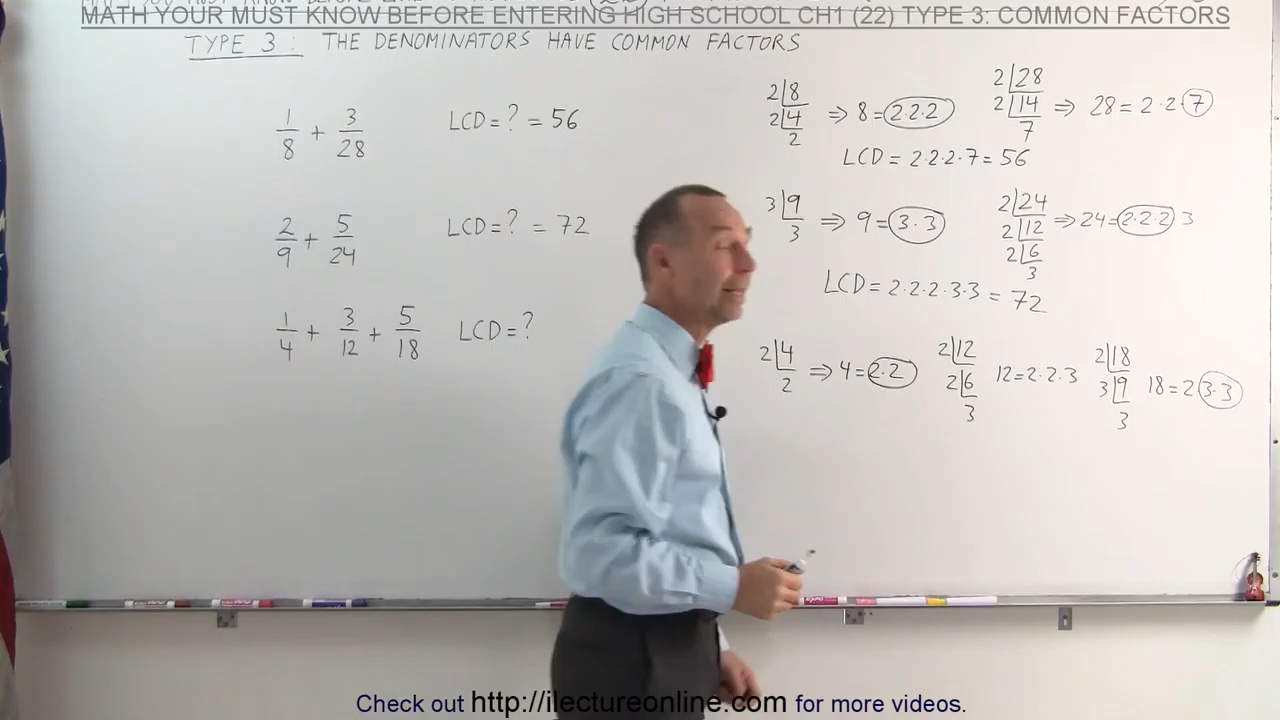 MATH YOUR MUST KNOW BEFORE ENTERING HIGH SCHOOL CH1 (22) TYPE 3: COMMON FACTORS
TYPE 3: THE DENOMINATORS HAVE COMMON FACTORS
1/8 + 3/28 LCD = ? = 56
2/9 + 5/24 LCD = ? = 72
1/4 + 3/12 + 5/18 LCD = ?
2|8
2|4
2
⇒ 8 = 2·2·2
2|28
2|14
7
⇒ 28 = 2·2·7
LCD = 2·2·2·7 = 56
3|9
3
⇒ 9 = 3·3
2|24
2|12
2|6
3
⇒ 24 = 2·2·2 3
LCD = 2·2·2·3·3 = 72
2|4
2
⇒ 4 = 2·2
2|12
2|6
3
12 = 2·2·3
2|18
3|9
3
18 = 2 3·3
Check out http://ilectureonline.com for more videos.